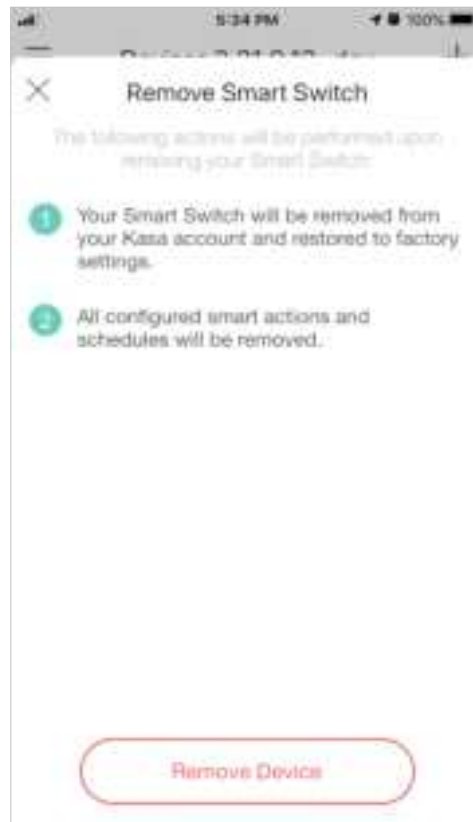 5:34 PM
100%
Remove Smart Switch
The following actions will be performed upon
removing your Smart Switch:
1 Your Smart Switch will be removed from
your Kasa account and restored to factory
settings.
2 All configured smart actions and
schedules will be removed.
Remove Device